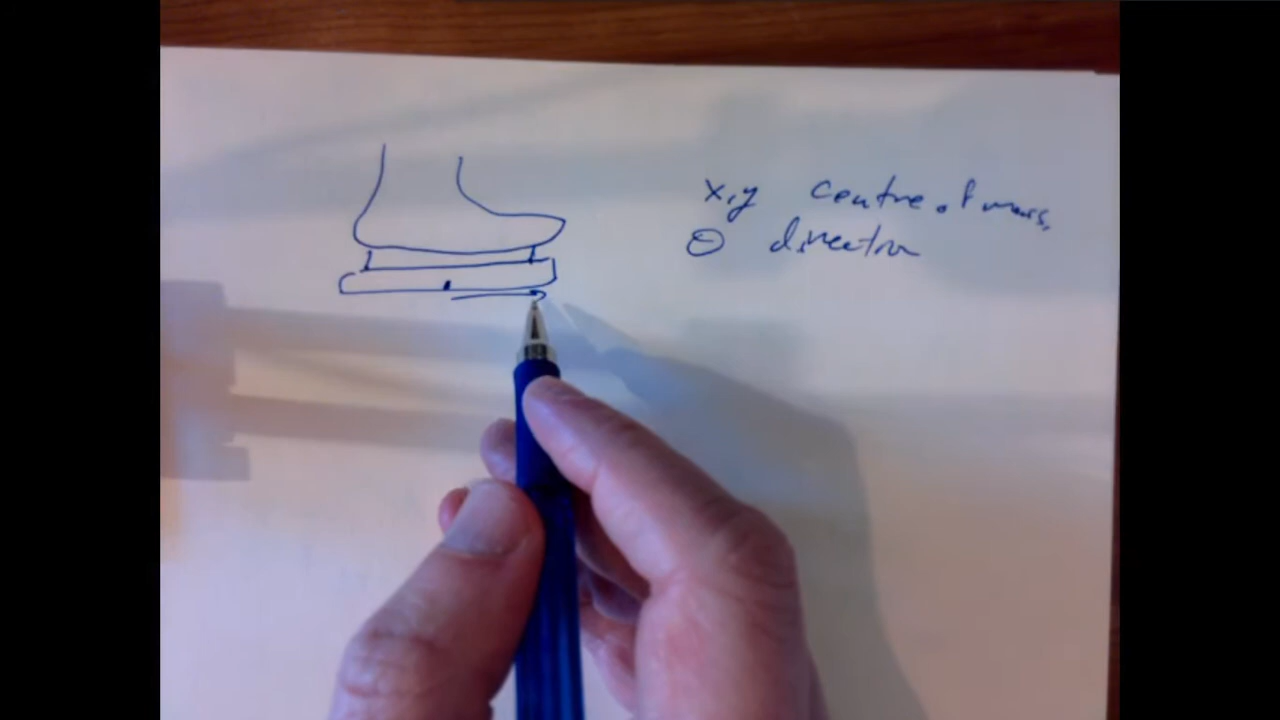 x,y centre of mass,
θ direction